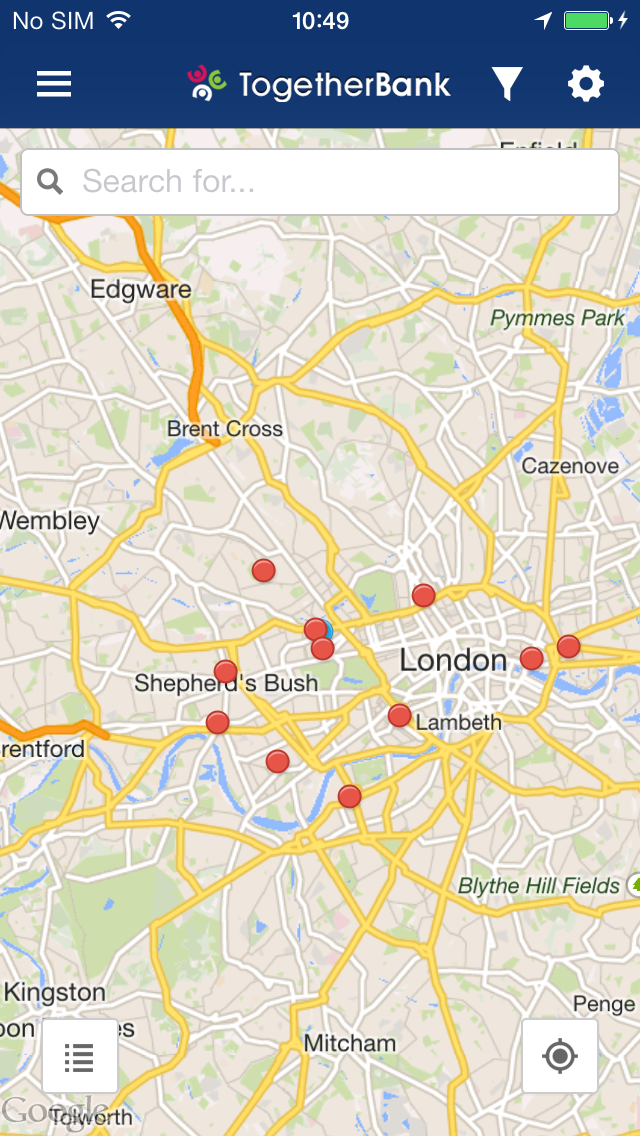 No SIM 10:49
TogetherBank
Enfield
Search for...
Edgware
Pymmes Park
Brent Cross
Cazenove
Wembley
London
Shepherd's Bush
Lambeth
rentford
Blythe Hill Fields
Kingston
Penge
Mitcham
Google
Tolworth